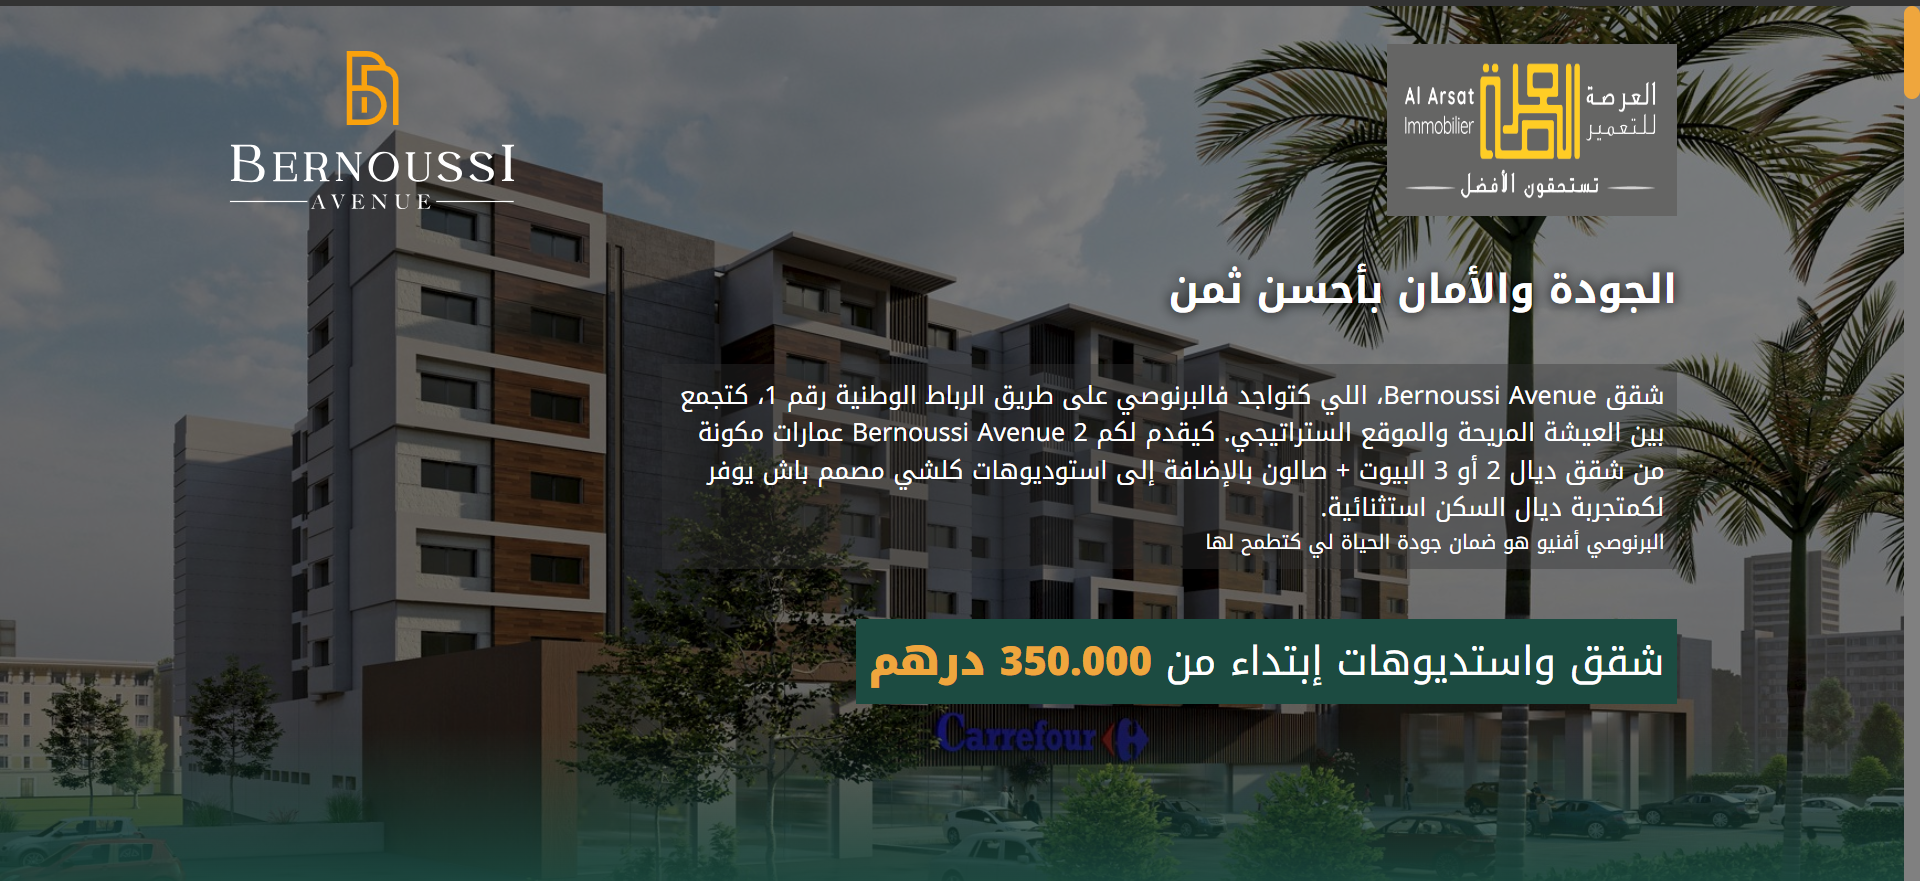 BERNOUSSI
AVENUE
Al Arsat
Immobilier
العرصة
للتعمير
تستحقون الأفضل
الجودة والأمان بأحسن ثمن
شقق Bernoussi Avenue، اللي كتواجد فالبرنوصي على طريق الرباط الوطنية رقم 1، كتجمع
بين العيشة المريحة والموقع الستراتيجي. كيقدم لكم Bernoussi Avenue 2 عمارات مكونة
من شقق ديال 2 أو 3 البيوت + صالون بالإضافة إلى استوديوهات كلشي مصمم باش يوفر
لكمتجربة ديال السكن استثنائية.
البرنوصي أفنيو هو ضمان جودة الحياة لي كتطمح لها
شقق واستديوهات إبتداء من 350.000 درهم
Carrefour